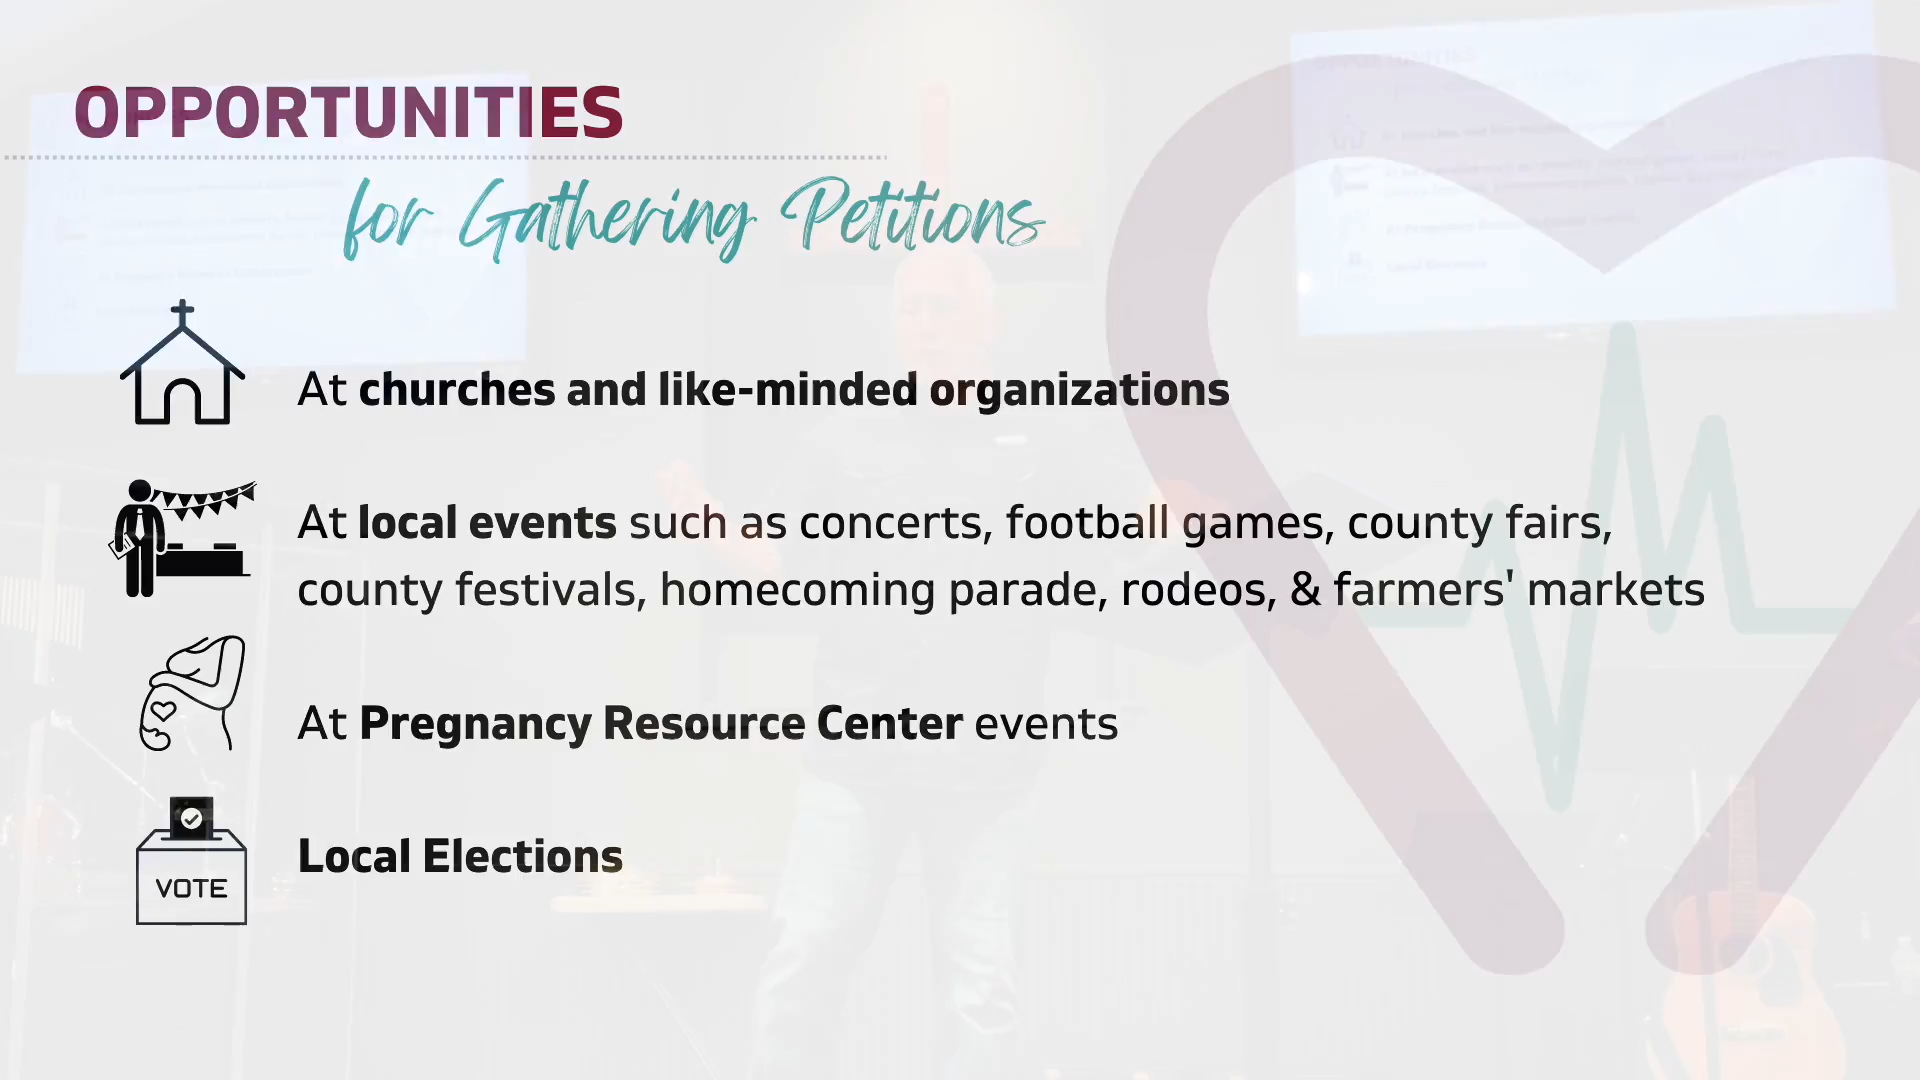 OPPORTUNITIES
for Gathering Petitions
At churches and like-minded organizations
At local events such as concerts, football games, county fairs,
county festivals, homecoming parade, rodeos, & farmers' markets
At Pregnancy Resource Center events
VOTE
Local Elections